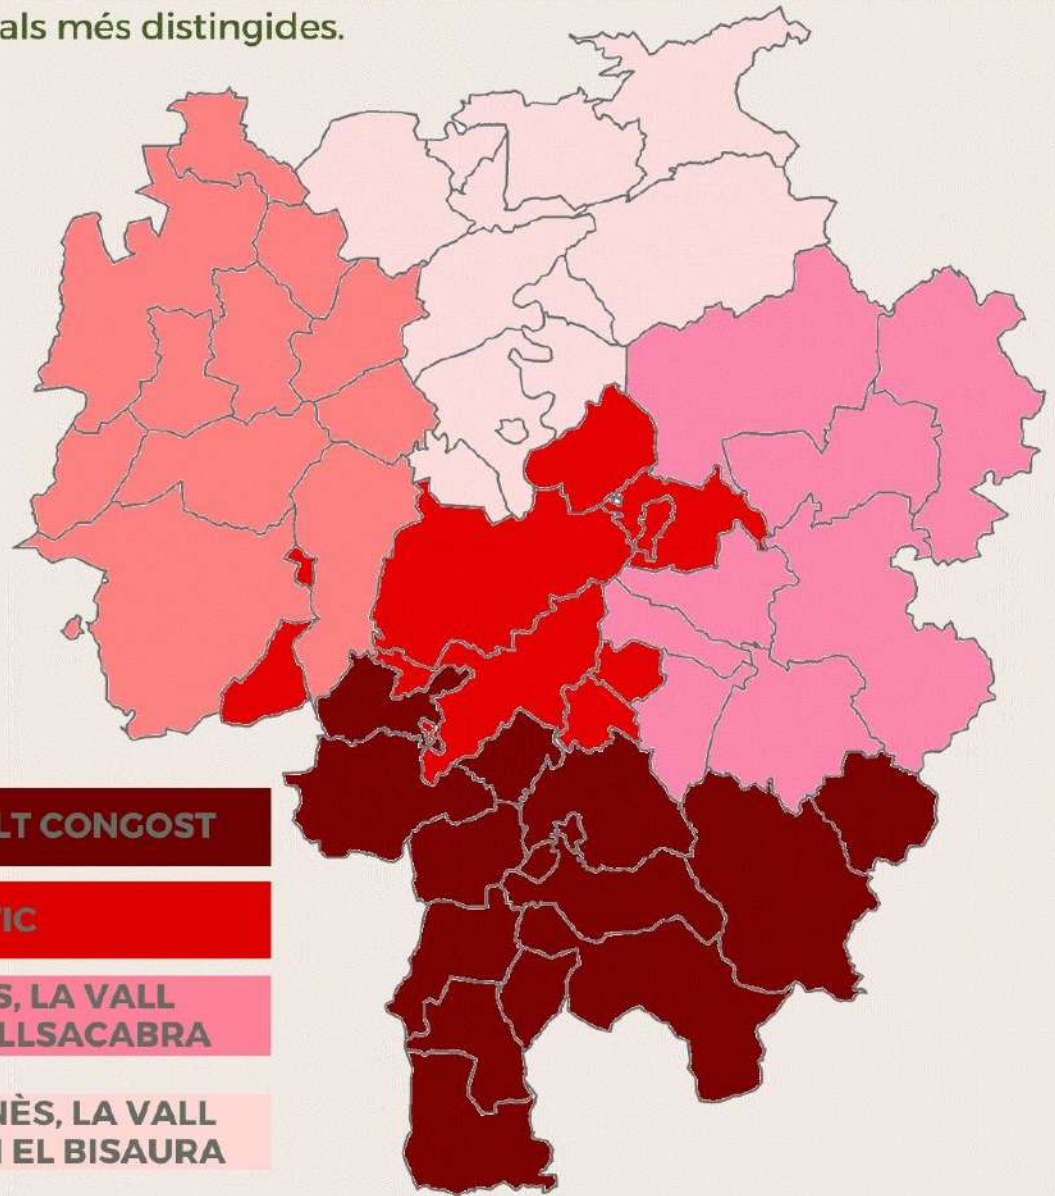 als més distingides.
LT CONGOST
IC
S, LA VALL
LLSACABRA
NÈS, LA VALL
EL BISAURA